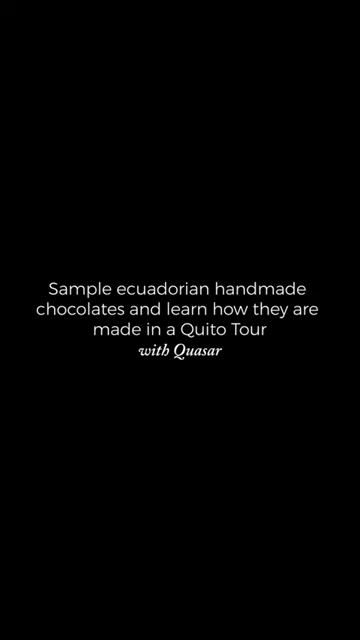 Sample ecuadorian handmade
chocolates and learn how they are
made in a Quito Tour
with Quasar